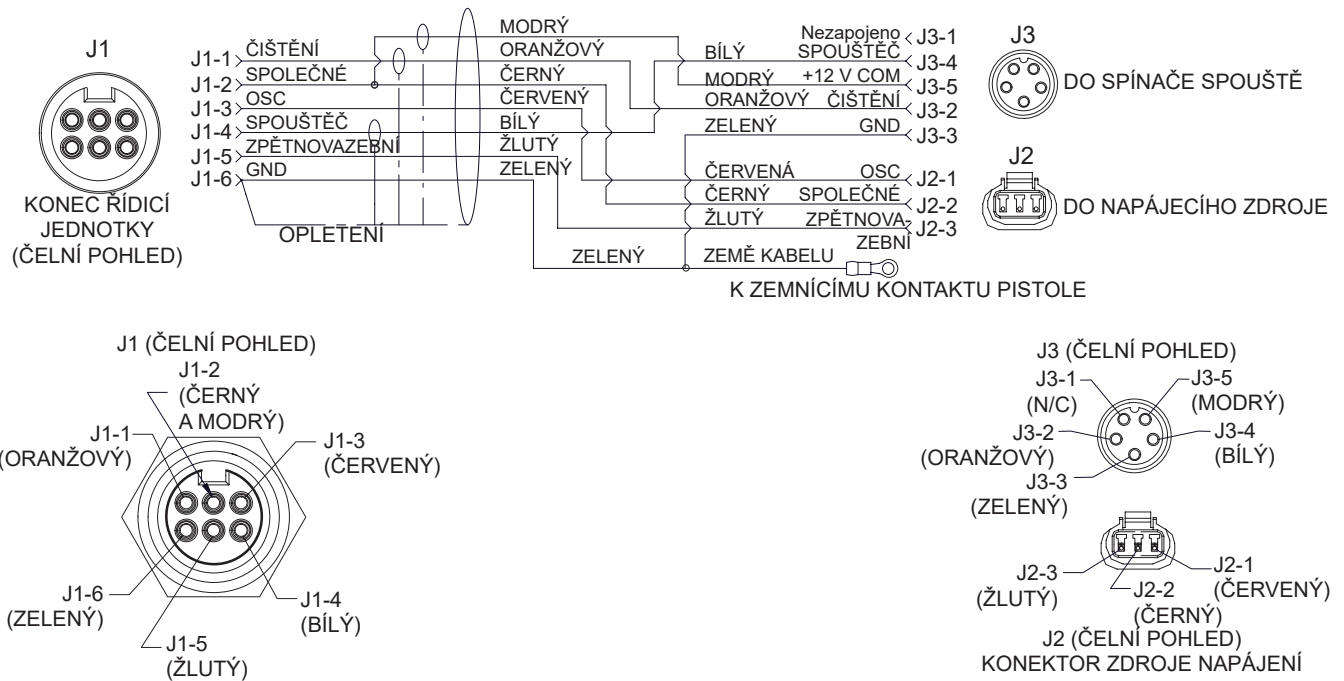 J1
J1-1
ČIŠTĚNÍ
J1-2
SPOLEČNÉ
J1-3
OSC
J1-4
SPOUŠTĚČ
J1-5
ZPĚTNOVAZEBNÍ
J1-6
GND
KONEC ŘÍDICÍ
JEDNOTKY
(ČELNÍ POHLED)
OPLETENÍ
MODRÝ
ORANŽOVÝ
ČERNÝ
ČERVENÝ
BÍLÝ
ŽLUTÝ
ZELENÝ
Nezapojeno J3-1
BÍLÝ SPOUŠTĚČ J3-4
MODRÝ +12 V COM J3-5
ORANŽOVÝ ČIŠTĚNÍ J3-2
ZELENÝ GND J3-3
J3
DO SPÍNAČE SPOUŠTĚ
ČERVENÁ OSC J2-1
ČERNÝ SPOLEČNÉ J2-2
ŽLUTÝ ZPĚTNOVA- J2-3
ZEBNÍ
J2
DO NAPÁJECÍHO ZDROJE
ZELENÝ ZEMĚ KABELU
K ZEMNÍCÍMU KONTAKTU PISTOLE
J1 (ČELNÍ POHLED)
J1-2
(ČERNÝ
A MODRÝ)
J1-1
(ORANŽOVÝ)
J1-3
(ČERVENÝ)
J1-6
(ZELENÝ)
J1-4
(BÍLÝ)
J1-5
(ŽLUTÝ)
J3 (ČELNÍ POHLED)
J3-1
(N/C)
J3-5
(MODRÝ)
J3-2
(ORANŽOVÝ)
J3-4
(BÍLÝ)
J3-3
(ZELENÝ)
J2-3
(ŽLUTÝ)
J2-1
(ČERVENÝ)
J2-2
(ČERNÝ)
J2 (ČELNÍ POHLED)
KONEKTOR ZDROJE NAPÁJENÍ